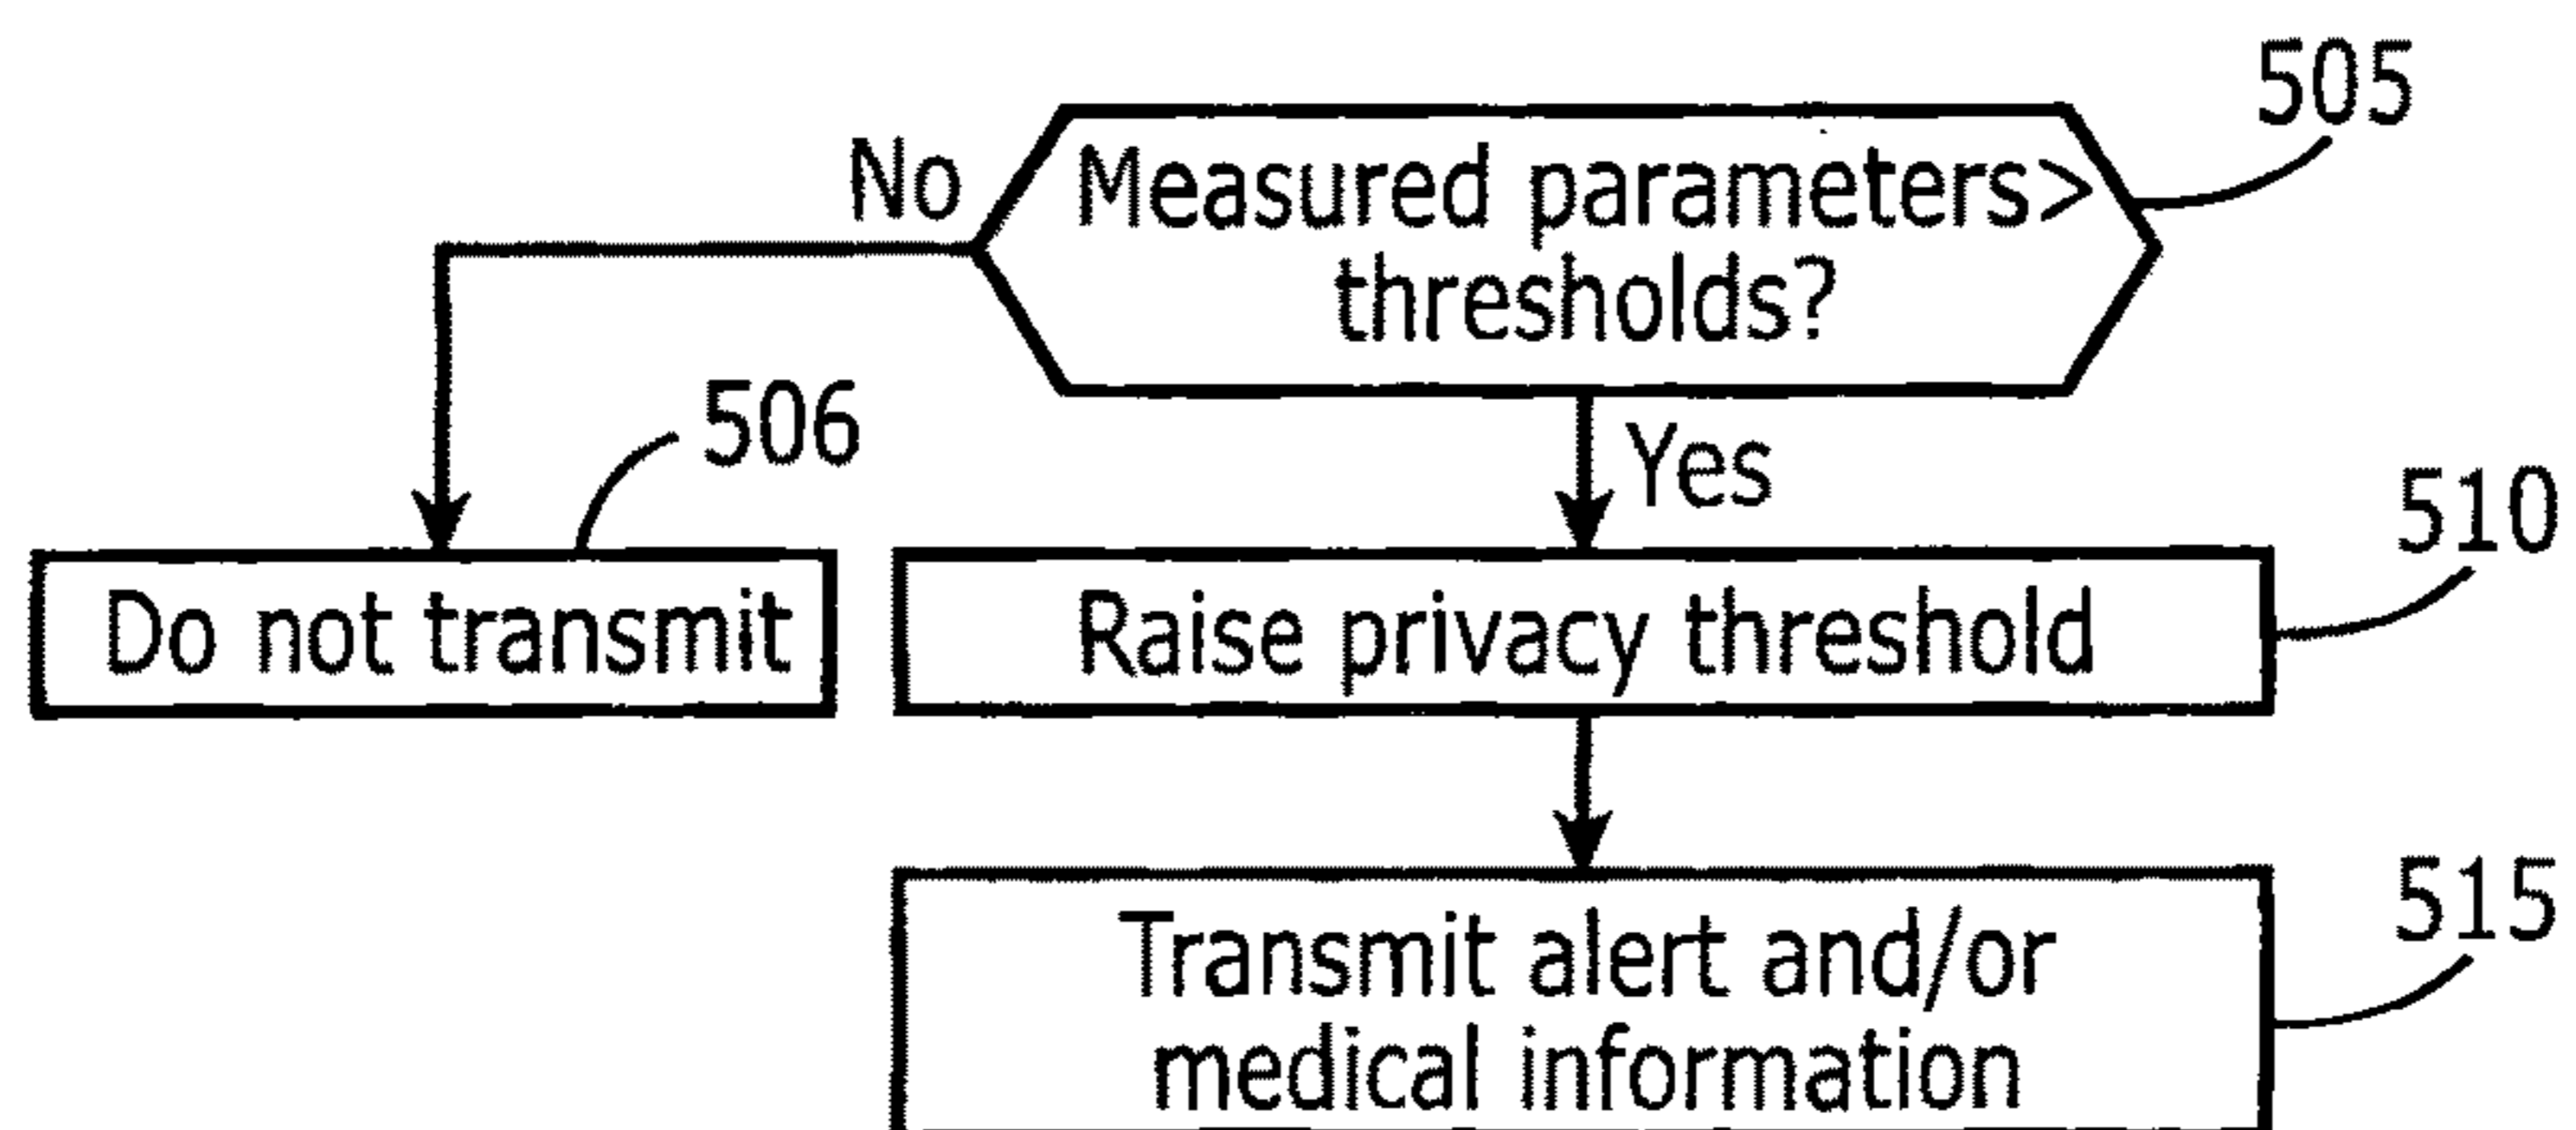 505
No
Measured parameters>
thresholds?
506
Yes
510
Do not transmit
Raise privacy threshold
515
Transmit alert and/or
medical information